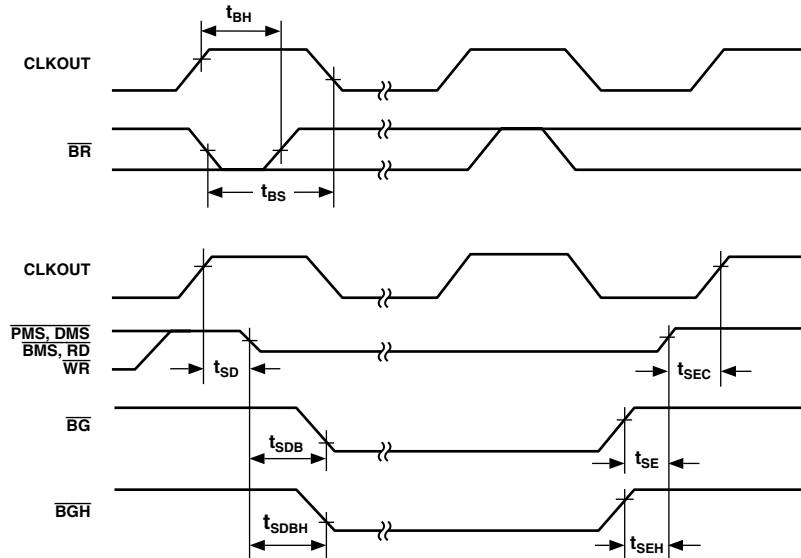 tBH
CLKOUT
BR
tBS
CLKOUT
PMS, DMS
BMS, RD
WR
tSD
tSEC
BG
tSDB
tSE
BGH
tSDBH
tSEH